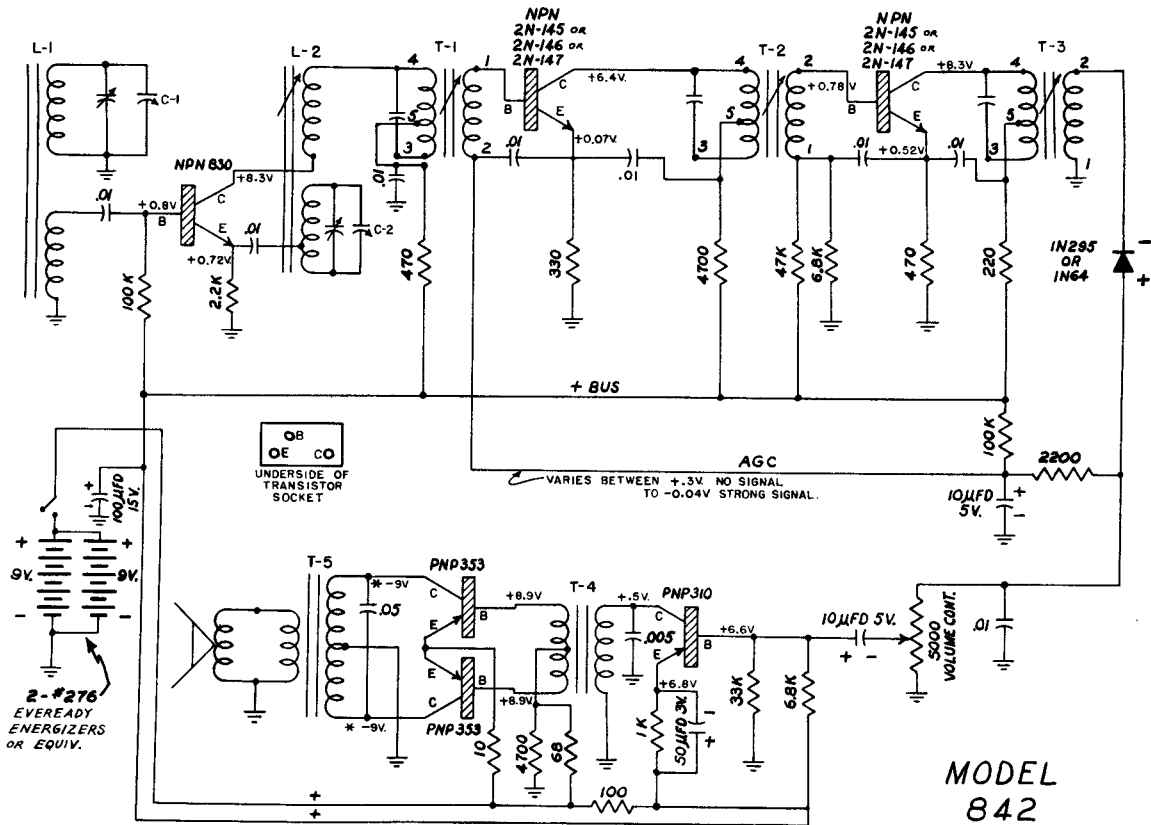 L-1
C-1
NPN 830
.01
+0.8V
B
C
+8.3V.
E
+0.72V.
100K
2.2K
.01
L-2
C-2
T-1
4
5
3
1
2
.01
470
NPN
2N-145 OR
2N-146 OR
2N-147
B
C
+6.4V.
E
+0.07V.
.01
.01
330
4700
T-2
4
5
3
2
1
47K
6.8K
NPN
2N-145 OR
2N-146 OR
2N-147
+0.78V
B
C
+8.3V.
E
+0.52V.
.01
.01
470
220
T-3
4
5
3
2
1
1N295
OR
1N64
-
+
+ BUS
100K
AGC
2200
VARIES BETWEEN +.3V. NO SIGNAL
TO -0.04V STRONG SIGNAL.
10µFD
5V.
+
-
B
E
C
UNDERSIDE OF
TRANSISTOR
SOCKET
+
-
100µFD
15V.
+
9V.
-
+
9V.
-
2-#276
EVEREADY
ENERGIZERS
OR EQUIV.
T-5
* -9V.
.05
* -9V.
PNP353
C
B
E
+8.9V.
E
B
C
+8.9V.
PNP353
10
4700
68
T-4
+.5V.
.005
PNP310
C
B
E
+6.6V
+6.8V
1K
50µFD 3V.
-
+
33K
6.8K
10µFD 5V.
+ -
5000
VOLUME CONT.
.01
100
+
+
MODEL
842